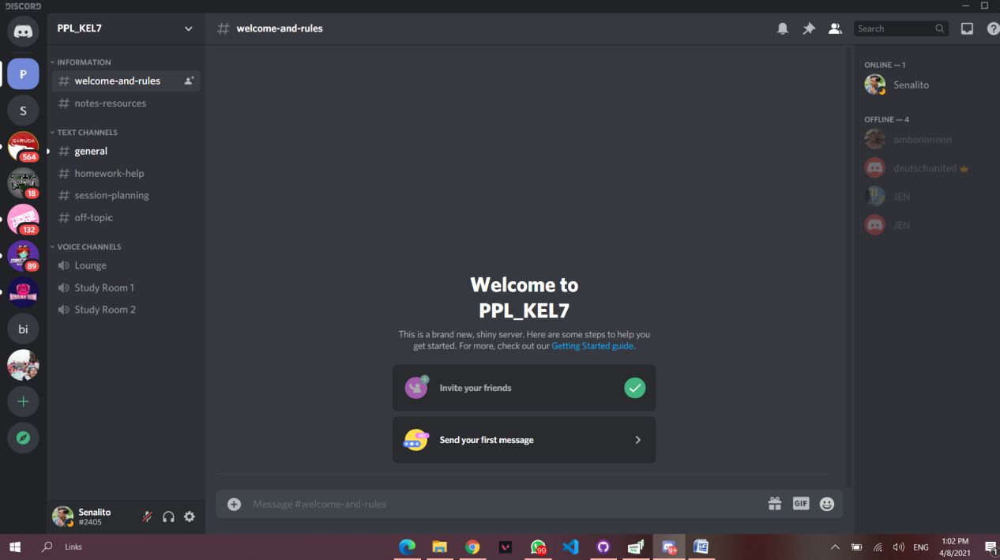 DISCORD
PPL_KEL7
welcome-and-rules
Search
P
S
GARUDA
564
18
132
89
bi
INFORMATION
welcome-and-rules
notes-resources
TEXT CHANNELS
general
homework-help
session-planning
off-topic
VOICE CHANNELS
Lounge
Study Room 1
Study Room 2
Welcome to
PPL_KEL7
This is a brand new, shiny server. Here are some steps to help you
get started. For more, check out our Getting Started guide.
Invite your friends
Send your first message
Message #welcome-and-rules
GIF
ONLINE — 1
Senalito
OFFLINE — 4
ambonnnnnn
deutschunited
JEN
JEN
Senalito
#2405
Links
99
9+
ENG
1:02 PM
4/8/2021
1